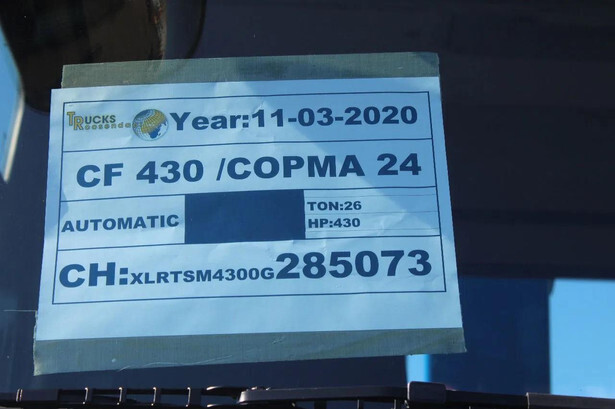 TRUCKS
Roosendaal
Year:11-03-2020
CF 430 /COPMA 24
AUTOMATIC
TON:26
HP:430
CH:XLRTSM4300G285073